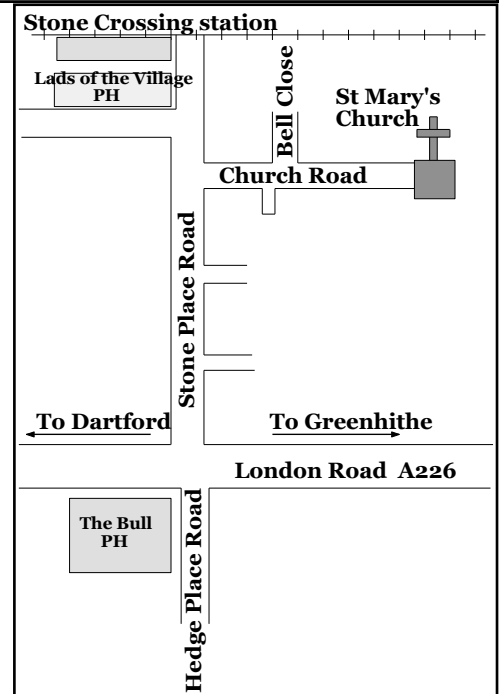 Stone Crossing station
Lads of the Village
PH
Bell Close
St Mary's
Church
Church Road
Stone Place Road
To Dartford
To Greenhithe
London Road A226
The Bull
PH
Hedge Place Road